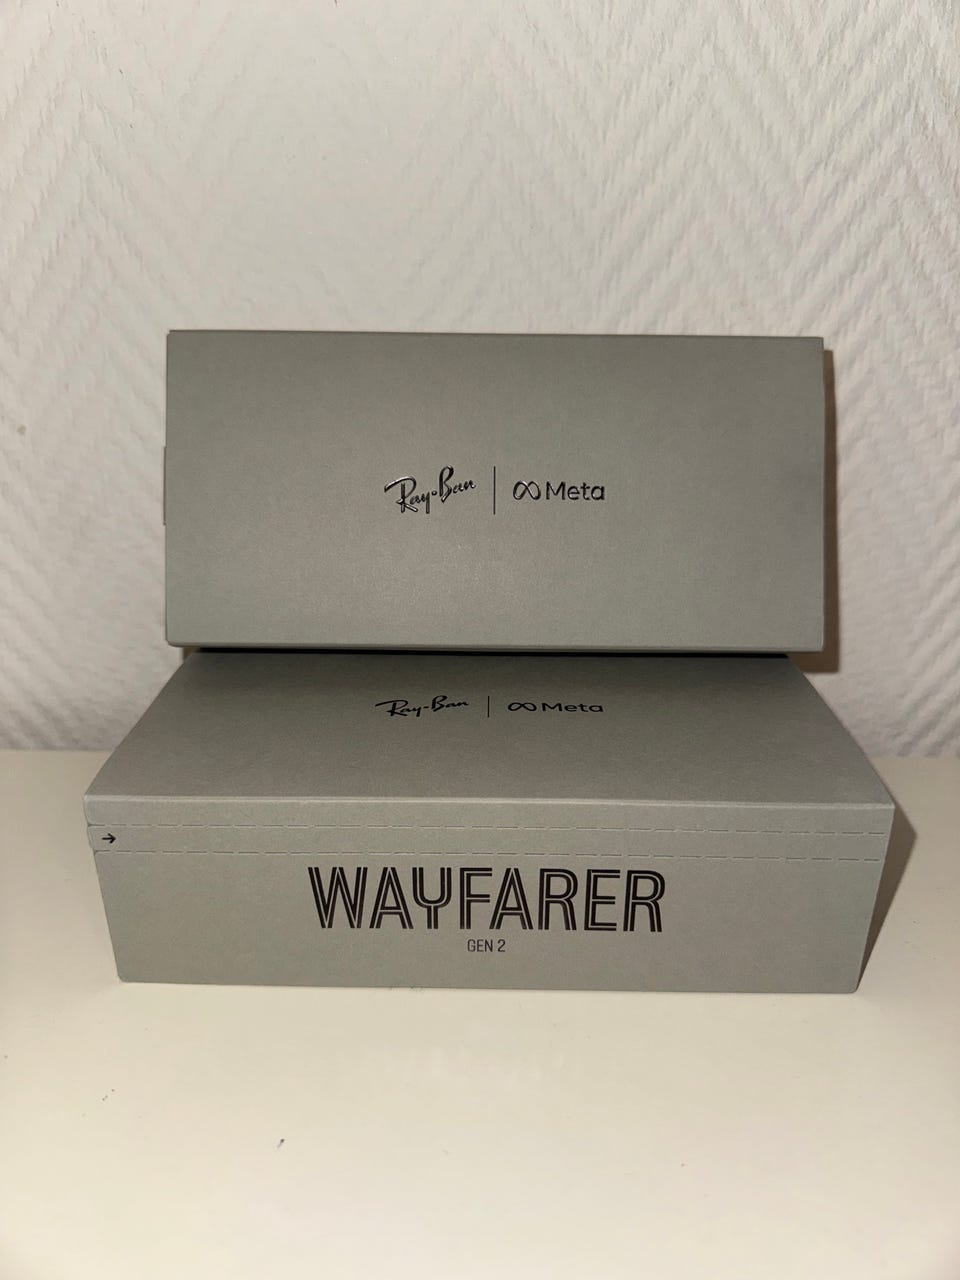 Ray-Ban | ∞ Meta
Ray-Ban | ∞ Meta
→
WAYFARER
GEN 2